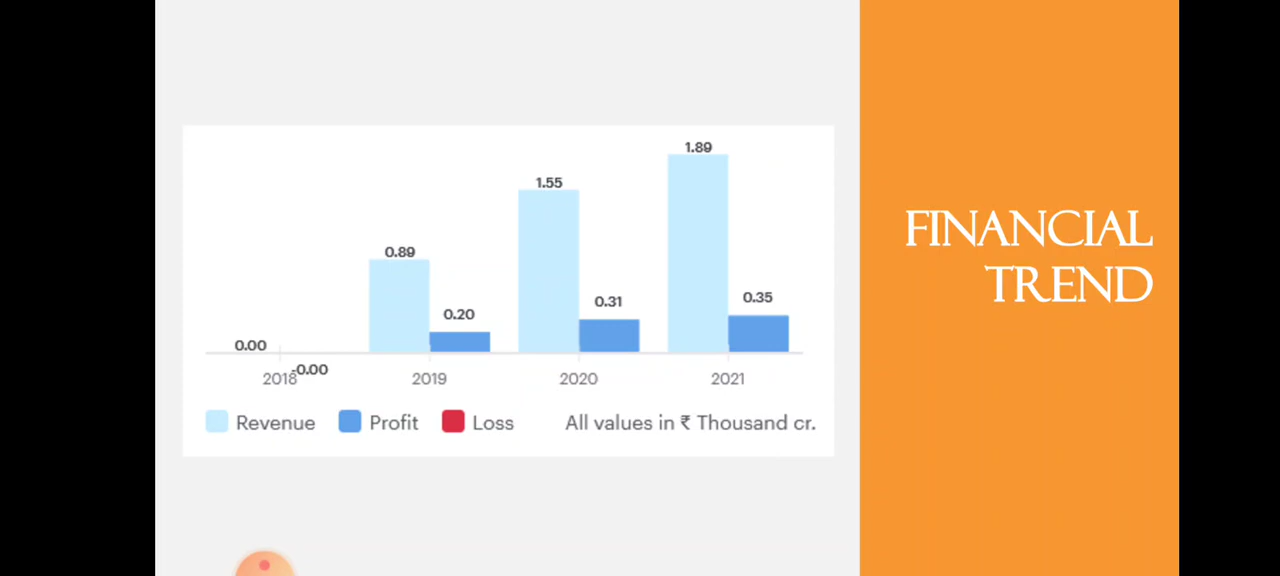 FINANCIAL
TREND
1.89
1.55
0.89
0.35
0.31
0.20
0.00
-0.00
2018 2019 2020 2021
Revenue Profit Loss All values in ₹ Thousand cr.